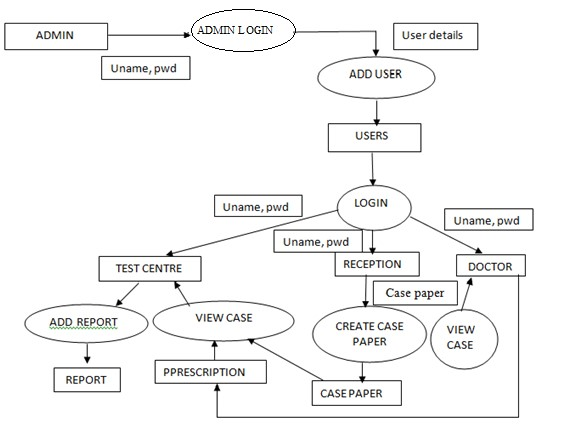 ADMIN
ADMIN LOGIN
User details
Uname, pwd
ADD USER
USERS
LOGIN
Uname, pwd
Uname, pwd
Uname, pwd
TEST CENTRE
RECEPTION
DOCTOR
Case paper
ADD REPORT
VIEW CASE
CREATE CASE
PAPER
VIEW
CASE
REPORT
PPRESCRIPTION
CASE PAPER